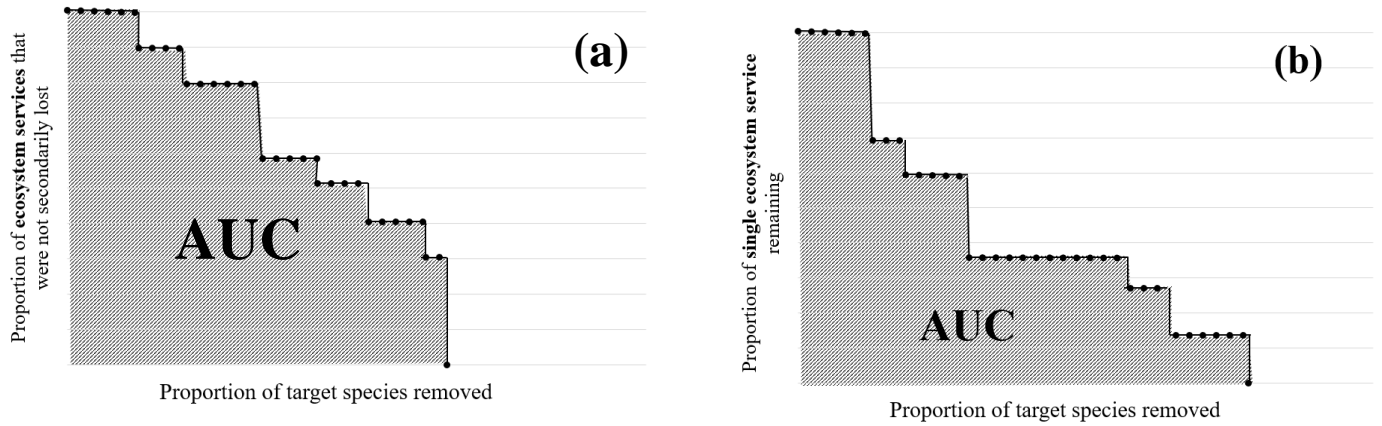 Proportion of ecosystem services that
were not secondarily lost
(a)
AUC
Proportion of target species removed
Proportion of single ecosystem service
remaining
(b)
AUC
Proportion of target species removed